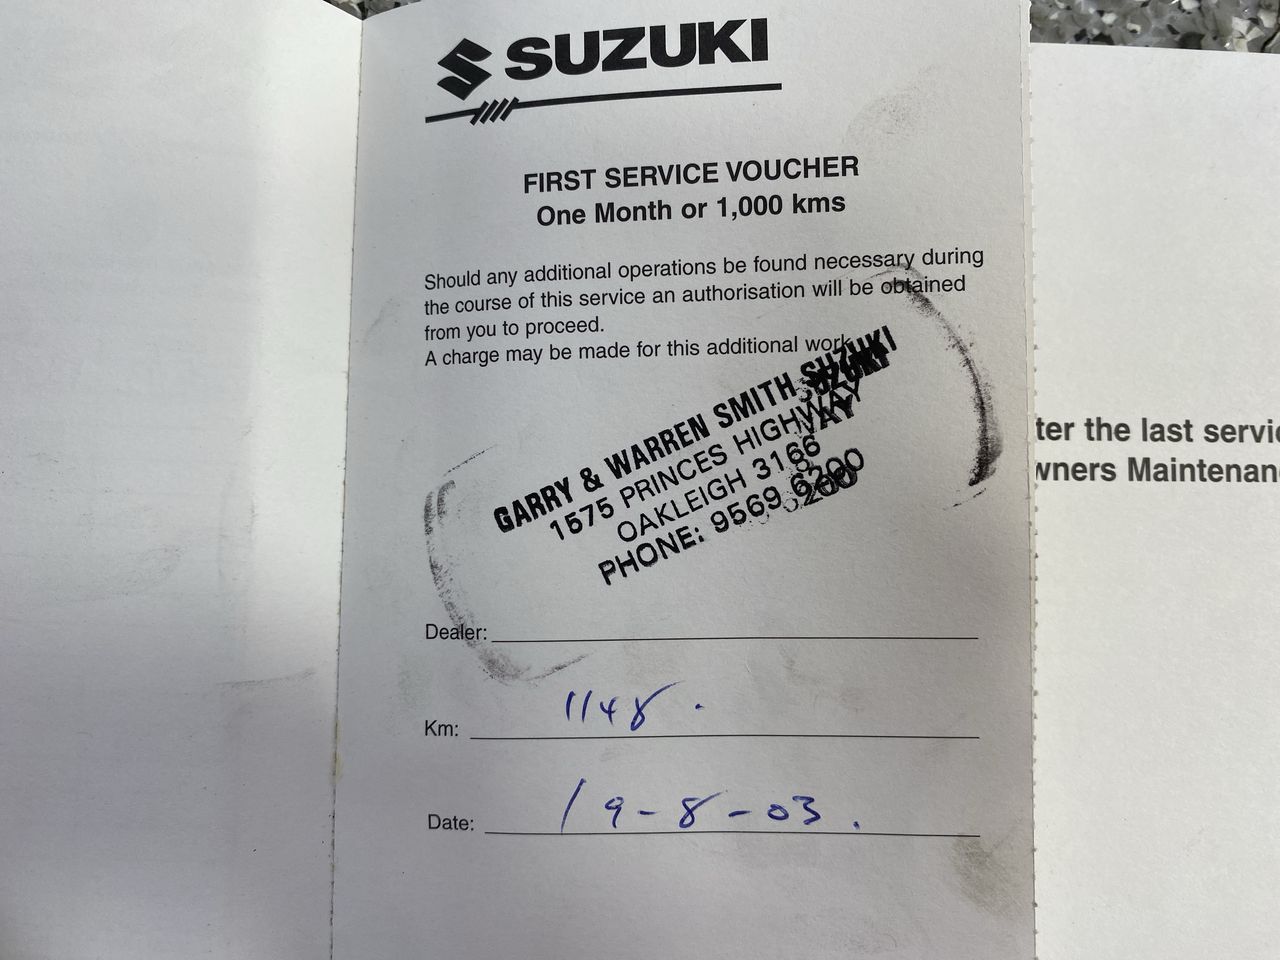 SUZUKI
FIRST SERVICE VOUCHER
One Month or 1,000 kms
Should any additional operations be found necessary during
the course of this service an authorisation will be obtained
from you to proceed.
A charge may be made for this additional work.
GARRY & WARREN SMITH SUZUKI
1575 PRINCES HIGHWAY
OAKLEIGH 3166
PHONE: 9569 6200
Dealer:
Km: 1148.
Date: 19-8-03.
ter the last servic
wners Maintenan